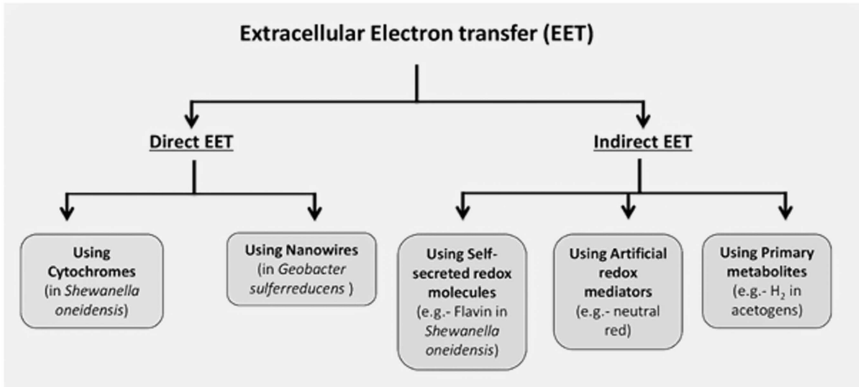 Extracellular Electron transfer (EET)
Direct EET
Indirect EET
Using
Cytochromes
(in Shewanella
oneidensis)
Using Nanowires
(in Geobacter
sulferreducens )
Using Self-
secreted redox
molecules
(e.g.- Flavin in
Shewanella
oneidensis)
Using Artificial
redox
mediators
(e.g.- neutral
red)
Using Primary
metabolites
(e.g.- H₂ in
acetogens)